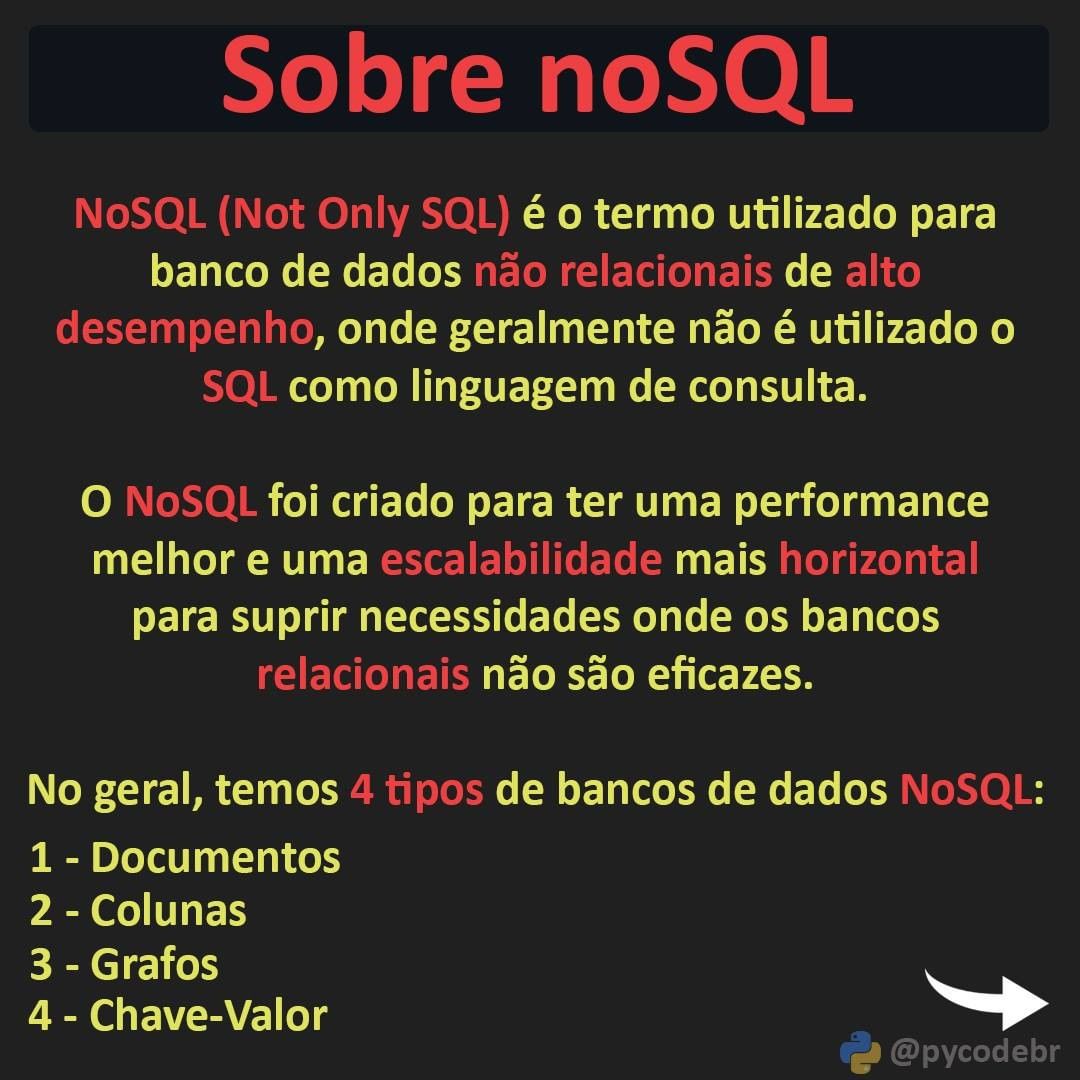 Sobre noSQL
NoSQL (Not Only SQL) é o termo utilizado para
banco de dados não relacionais de alto
desempenho, onde geralmente não é utilizado o
SQL como linguagem de consulta.
O NoSQL foi criado para ter uma performance
melhor e uma escalabilidade mais horizontal
para suprir necessidades onde os bancos
relacionais não são eficazes.
No geral, temos 4 tipos de bancos de dados NoSQL:
1 - Documentos
2 - Colunas
3 - Grafos
4 - Chave-Valor
@pycodebr